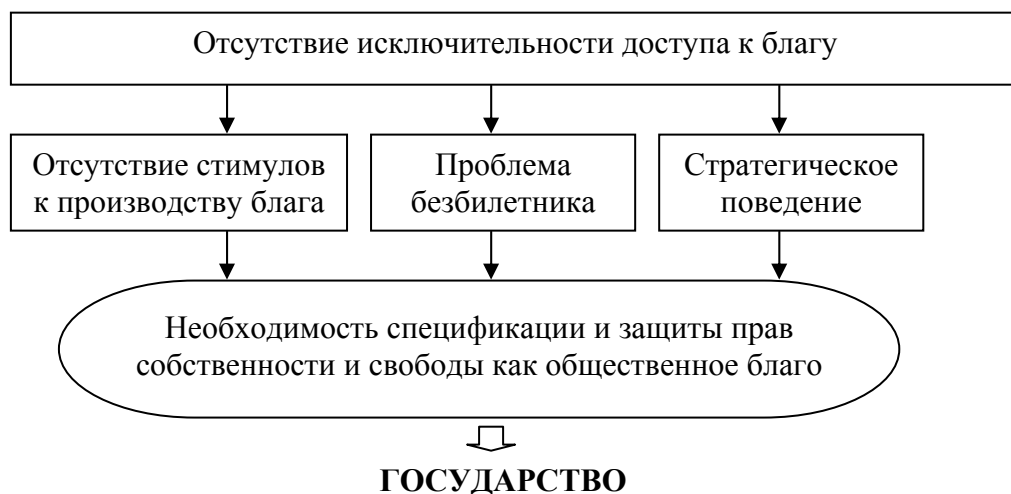 Отсутствие исключительности доступа к благу
Отсутствие стимулов
к производству блага
Проблема
безбилетника
Стратегическое
поведение
Необходимость спецификации и защиты прав
собственности и свободы как общественное благо
ГОСУДАРСТВО